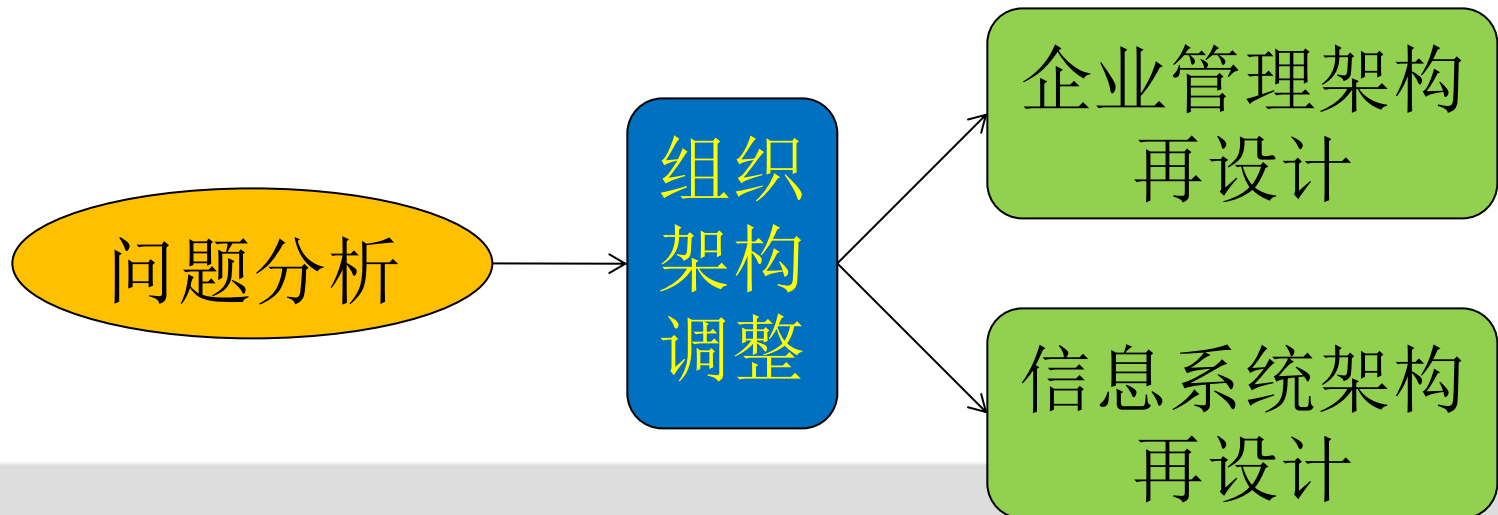 问题分析
组织
架构
调整
企业管理架构
再设计
信息系统架构
再设计